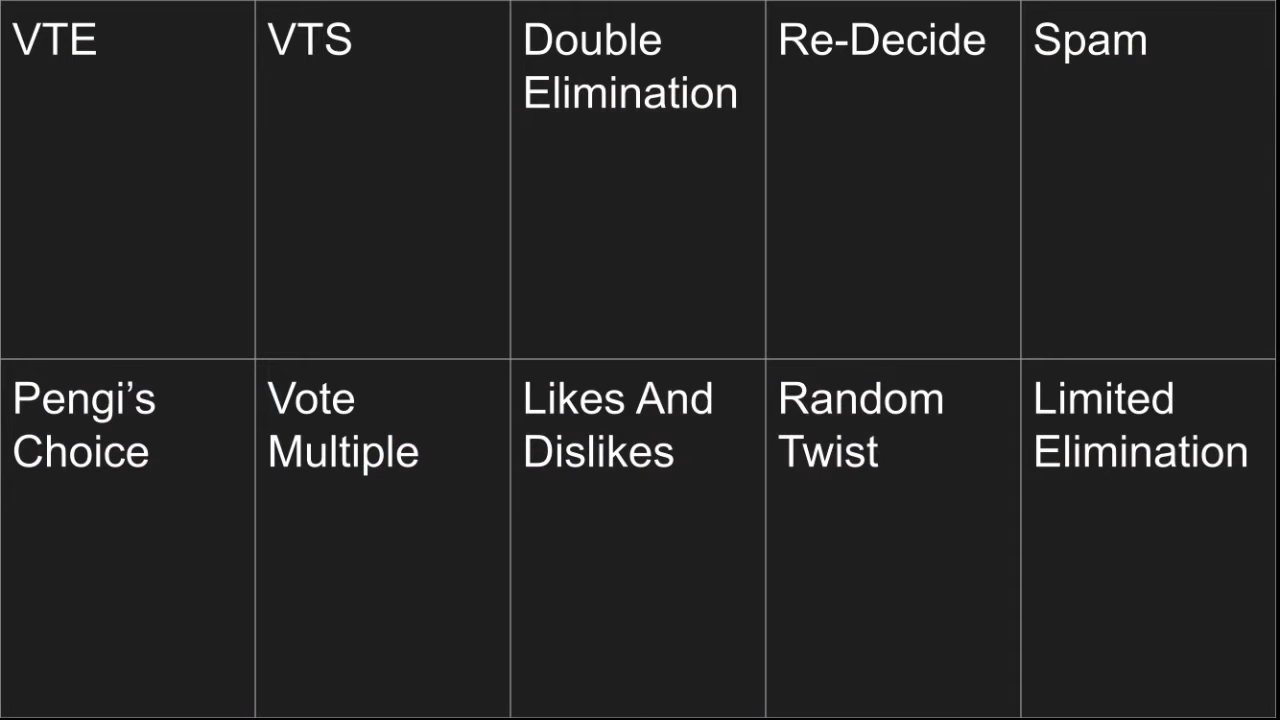 VTE
VTS
Double
Elimination
Re-Decide
Spam
Pengi’s
Choice
Vote
Multiple
Likes And
Dislikes
Random
Twist
Limited
Elimination